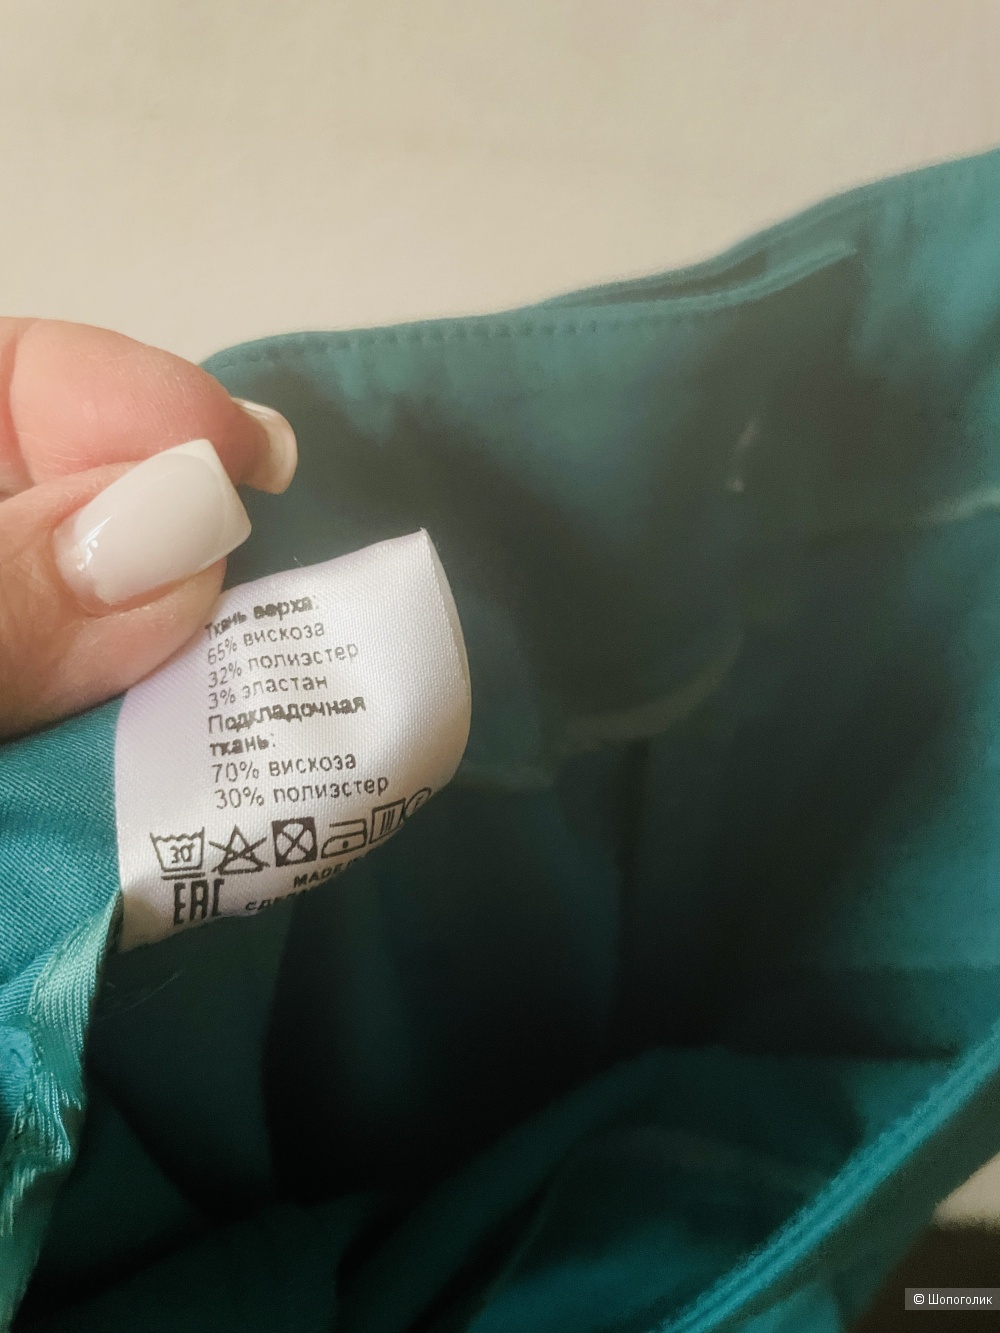 Ткань верха:
65% вискоза
32% полиэстер
3% эластан
Подкладочная
ткань:
70% вискоза
30% полиэстер
30°
EAC
MADE
© Шопоголик